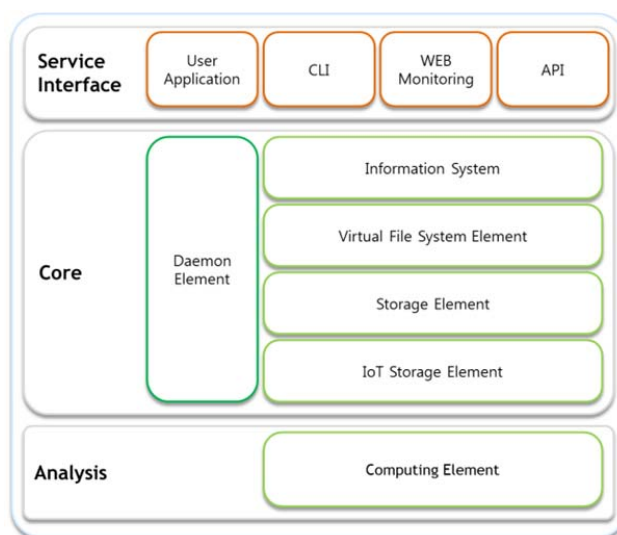 Service
Interface
User
Application
CLI
WEB
Monitoring
API
Core
Daemon
Element
Information System
Virtual File System Element
Storage Element
IoT Storage Element
Analysis
Computing Element